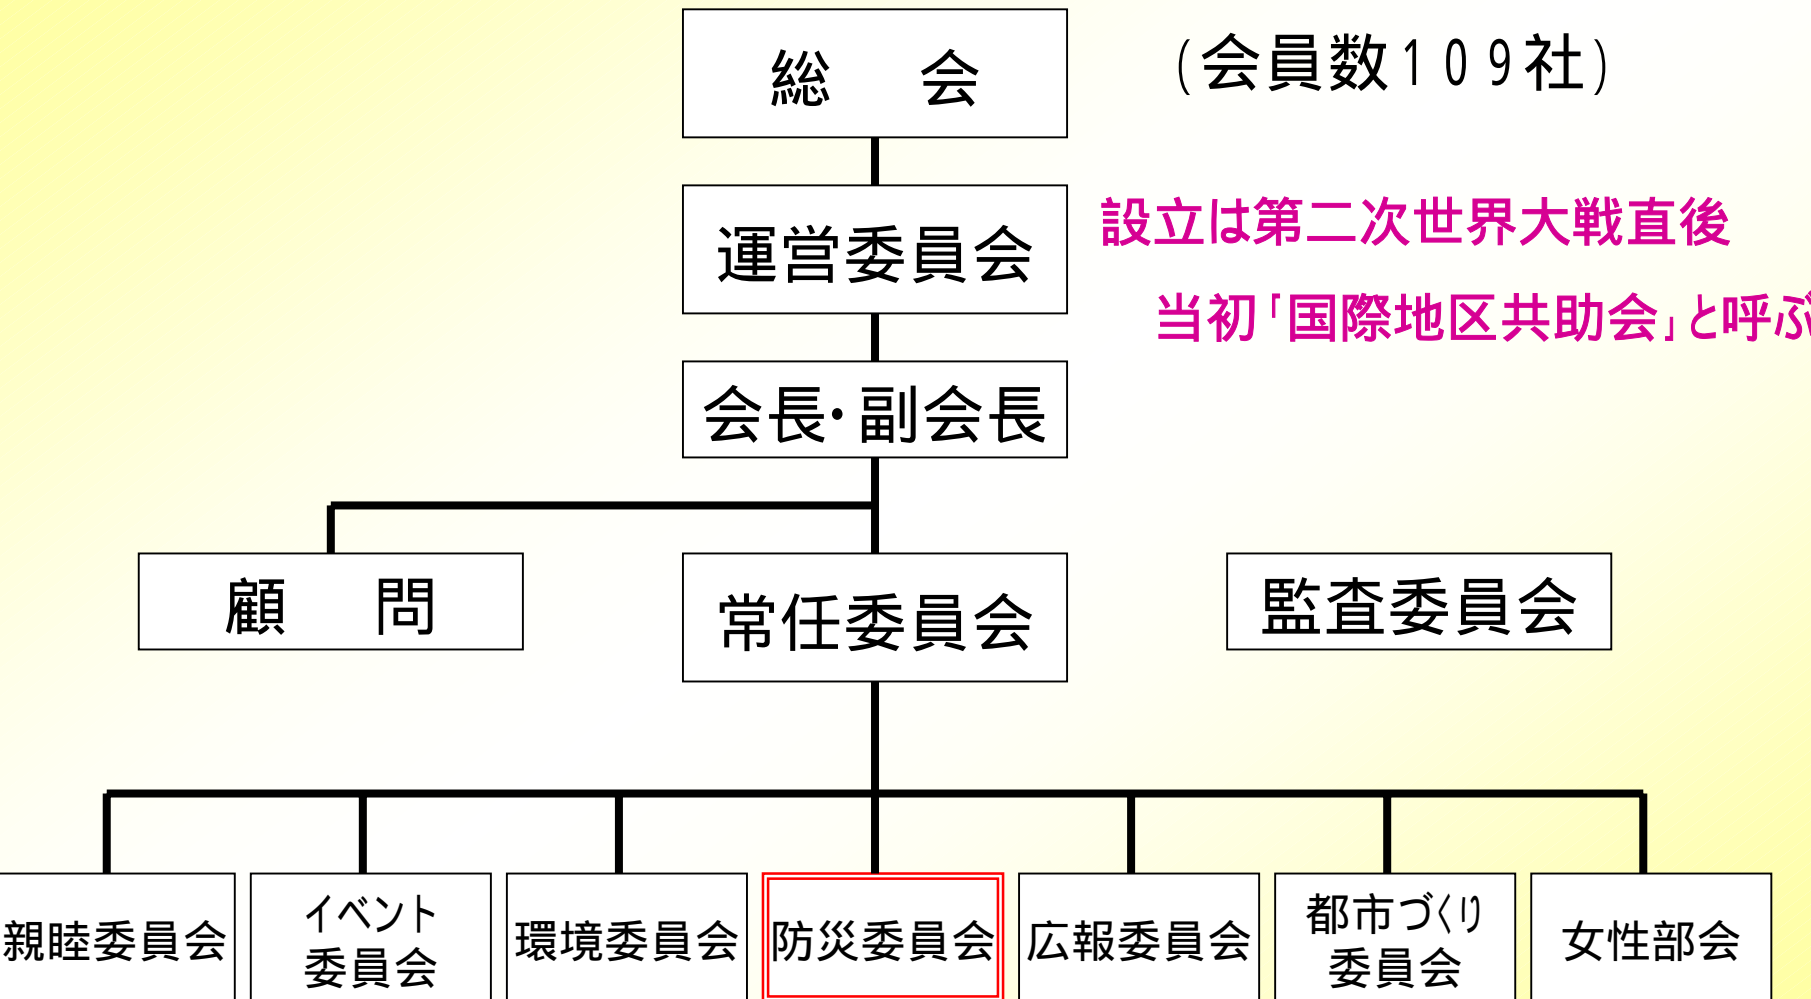 総　会
(会員数109社)
運営委員会
設立は第二次世界大戦直後
当初「国際地区共助会」と呼ぶ
会長・副会長
顧　問
常任委員会
監査委員会
親睦委員会
イベント
委員会
環境委員会
防災委員会
広報委員会
都市づくり
委員会
女性部会